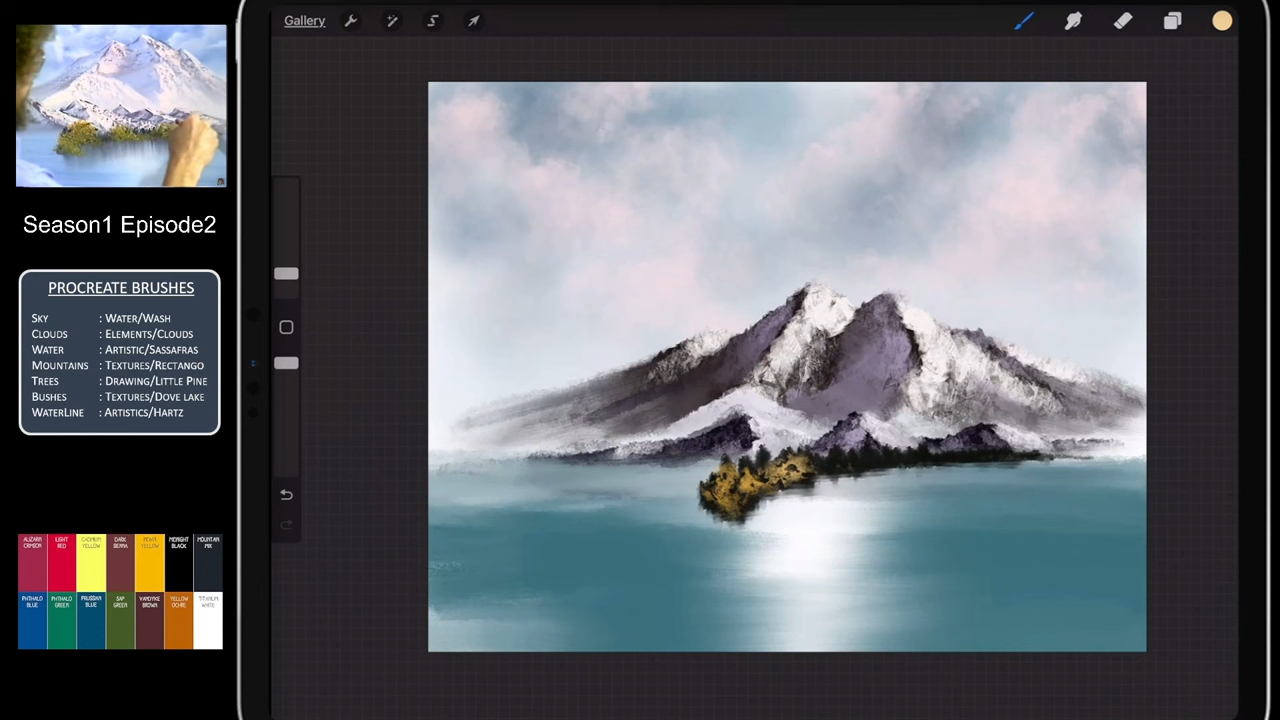 Gallery
Season1 Episode2
PROCREATE BRUSHES
SKY : WATER/WASH
CLOUDS : ELEMENTS/CLOUDS
WATER : ARTISTIC/SASSAFRAS
MOUNTAINS : TEXTURES/RECTANGO
TREES : DRAWING/LITTLE PINE
BUSHES : TEXTURES/DOVE LAKE
WATERLINE : ARTISTICS/HARTZ
ALIZARIN CRIMSON
LIGHT RED
CADMIUM YELLOW
DARK SIENNA
INDIAN YELLOW
MIDNIGHT BLACK
MOUNTAIN MIX
PHTHALO BLUE
PHTHALO GREEN
PRUSSIAN BLUE
SAP GREEN
VANDYKE BROWN
YELLOW OCHRE
TITANIUM WHITE